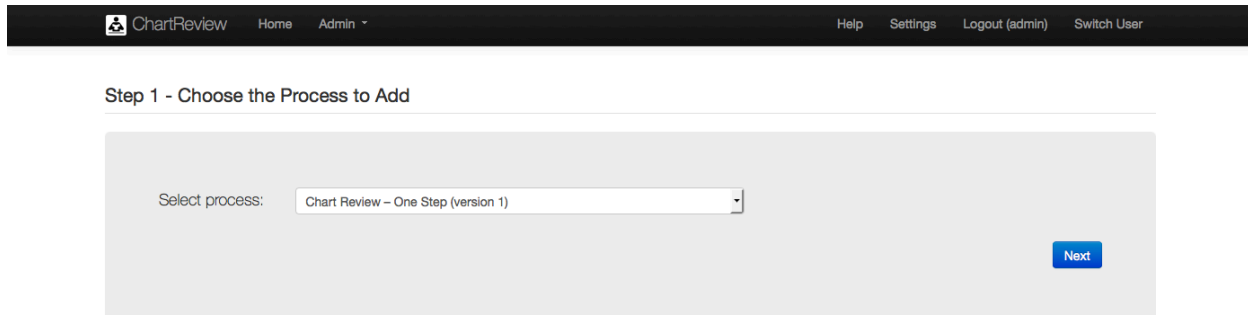 ChartReview Home Admin Help Settings Logout (admin) Switch User
Step 1 - Choose the Process to Add
Select process: Chart Review – One Step (version 1)
Next